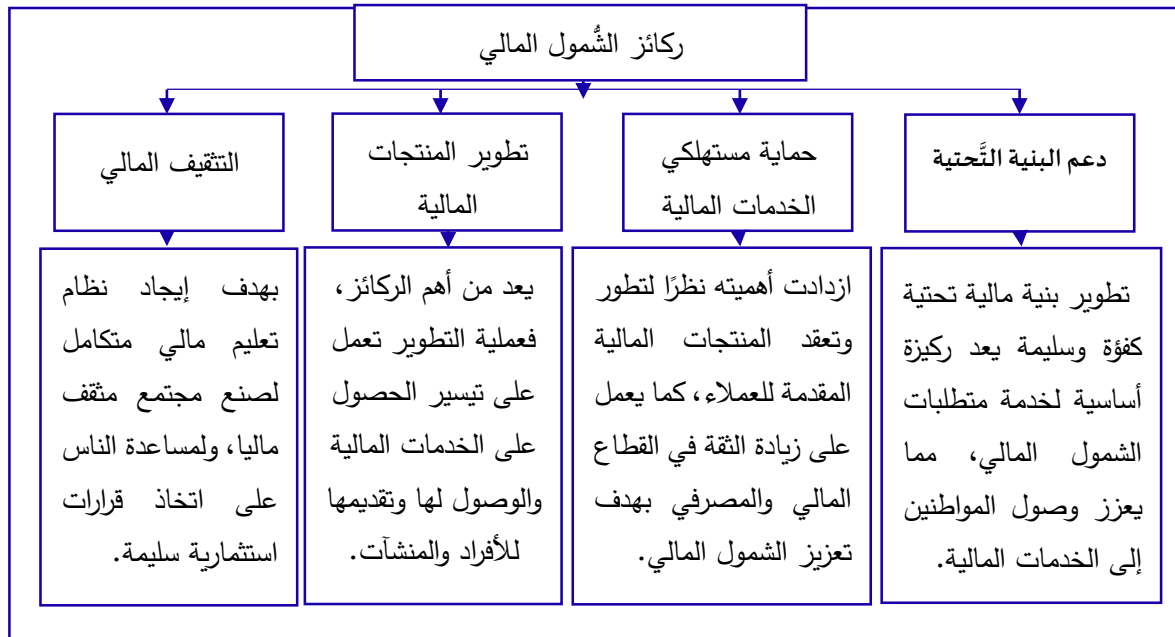 ركائز الشُّمول المالي
دعم البنية التَّحتية
حماية مستهلكي
الخدمات المالية
تطوير المنتجات
المالية
التثقيف المالي
تطوير بنية مالية تحتية
كفؤة وسليمة يعد ركيزة
أساسية لخدمة متطلبات
الشمول المالي، مما
يعزز وصول المواطنين
إلى الخدمات المالية.
ازدادت أهميته نظرًا لتطور
وتعقد المنتجات المالية
المقدمة للعملاء، كما يعمل
على زيادة الثقة في القطاع
المالي والمصرفي بهدف
تعزيز الشمول المالي.
يعد من أهم الركائز،
فعملية التطوير تعمل
على تيسير الحصول
على الخدمات المالية
والوصول لها وتقديمها
للأفراد والمنشآت.
بهدف إيجاد نظام
تعليم مالي متكامل
لصنع مجتمع مثقف
ماليا، ولمساعدة الناس
على اتخاذ قرارات
استثمارية سليمة.